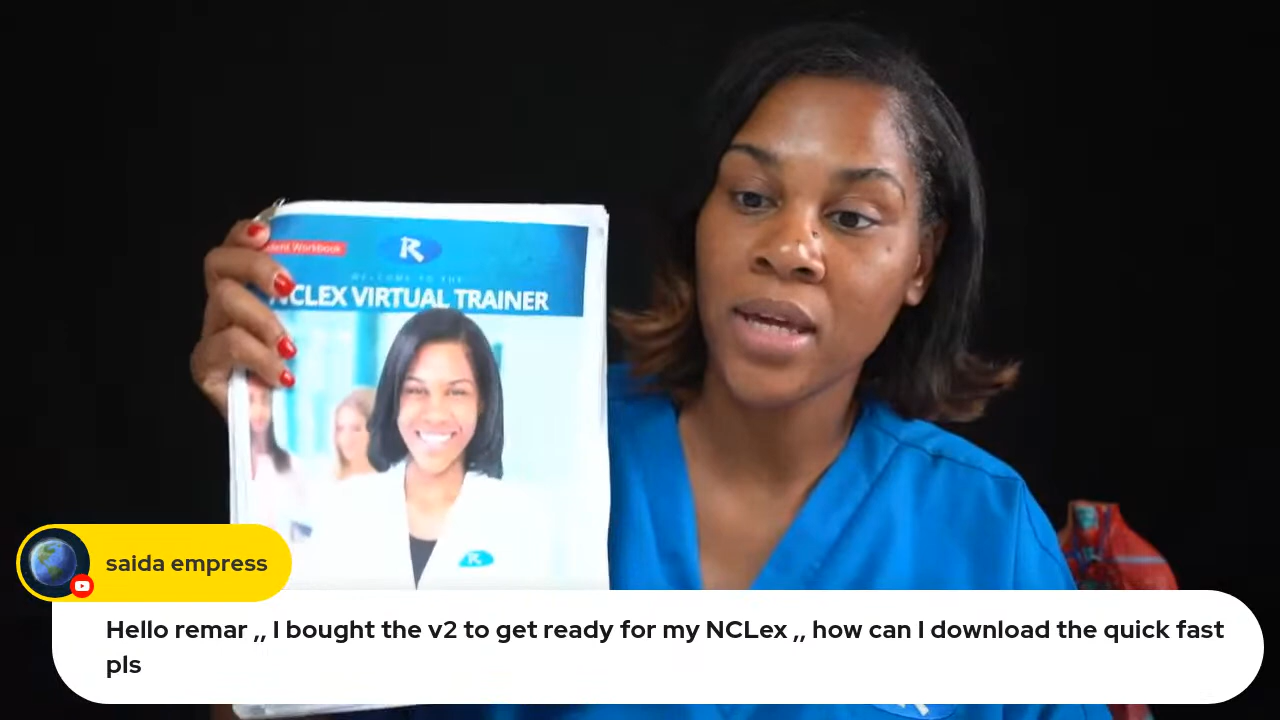 Workbook
R
WELCOME TO THE
NCLEX VIRTUAL TRAINER
R
saida empress
Hello remar ,, I bought the v2 to get ready for my NCLex ,, how can I download the quick fast
pls